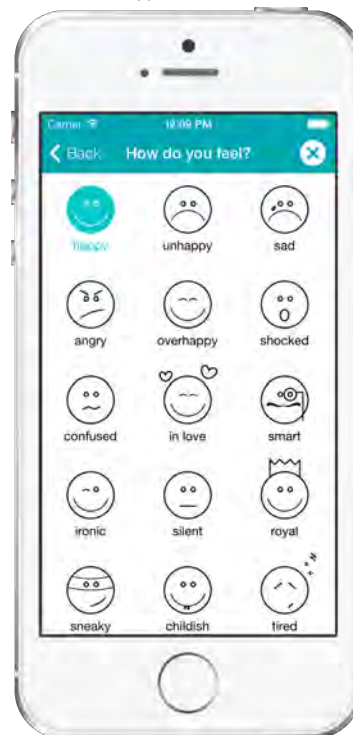 Carrier 10:09 PM
Back How do you feel?
happy unhappy sad
angry overhappy shocked
confused in love smart
ironic silent royal
sneaky childish tired